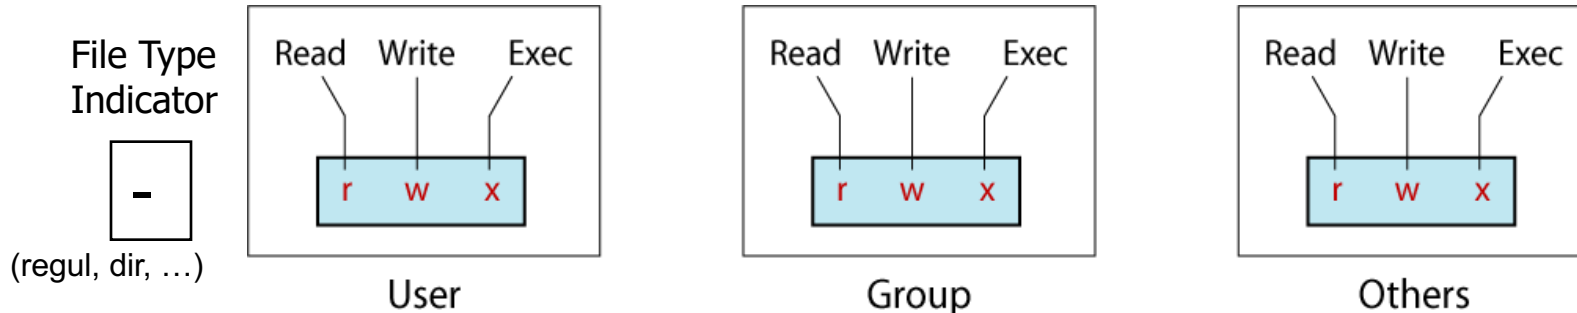 File Type
Indicator
-
(regul, dir, …)
Read Write Exec
r w x
User
Read Write Exec
r w x
Group
Read Write Exec
r w x
Others